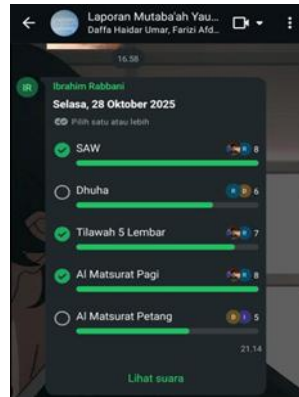 Laporan Mutaba'ah Yau...
Daffa Haidar Umar, Farizi Afd...
16.58
IR
Ibrahim Rabbani
Selasa, 28 Oktober 2025
Pilih satu atau lebih
SAW
R 8
Dhuha
R D 6
Tilawah 5 Lembar
R 7
Al Matsurat Pagi
R 8
Al Matsurat Petang
D I 5
21.14
Lihat suara